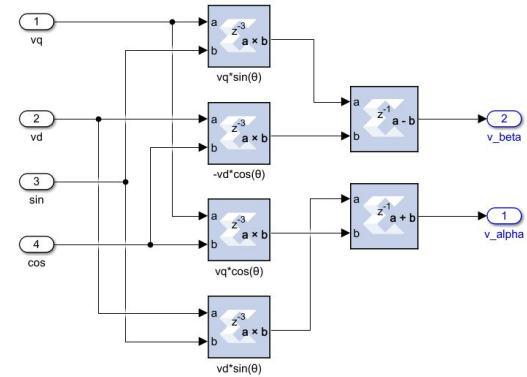 1
vq
a
b
z-3
a × b
vq*sin(θ)
2
vd
a
b
z-3
a × b
-vd*cos(θ)
3
sin
4
cos
a
b
z-3
a × b
vq*cos(θ)
a
b
z-3
a × b
vd*sin(θ)
a
b
z-1
a - b
2
v_beta
a
b
z-1
a + b
1
v_alpha